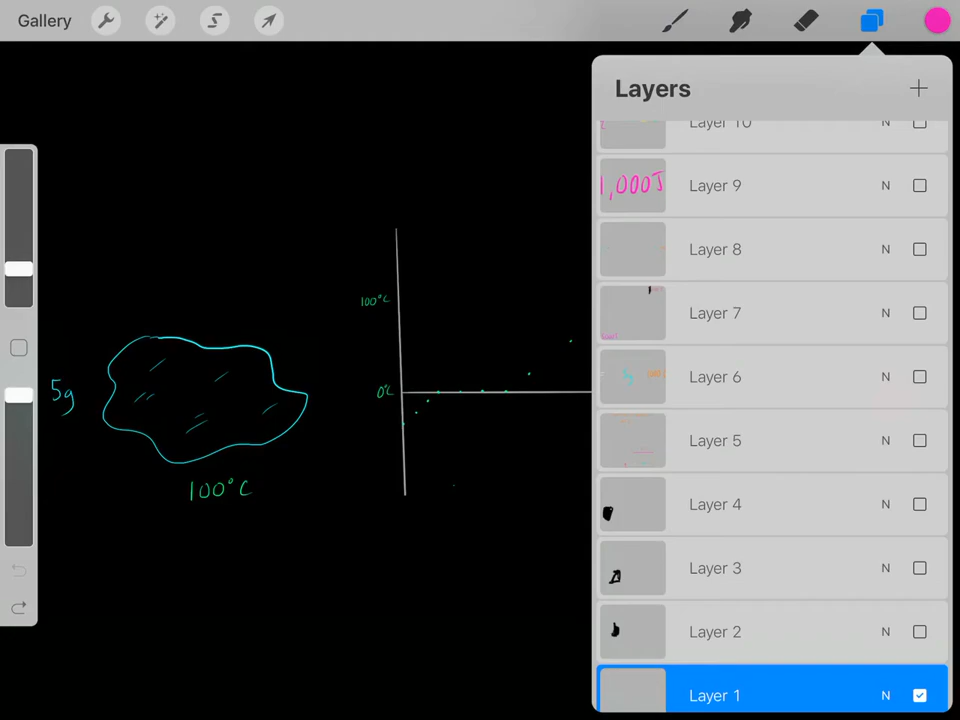 Gallery
Layers
Layer 10 N
1,000J Layer 9 N
Layer 8 N
Layer 7 N
Layer 6 N
Layer 5 N
Layer 4 N
Layer 3 N
Layer 2 N
Layer 1 N
100°C
0°C
5g
100°C